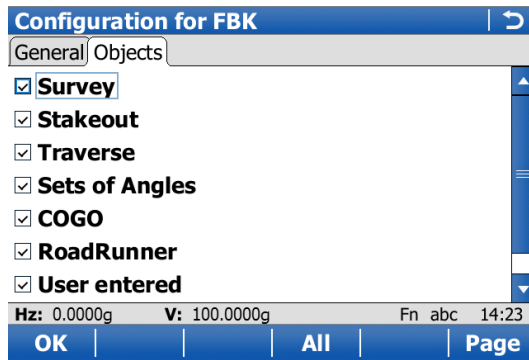 Configuration for FBK
General Objects
Survey
Stakeout
Traverse
Sets of Angles
COGO
RoadRunner
User entered
Hz: 0.0000g V: 100.0000g Fn abc 14:23
OK All Page